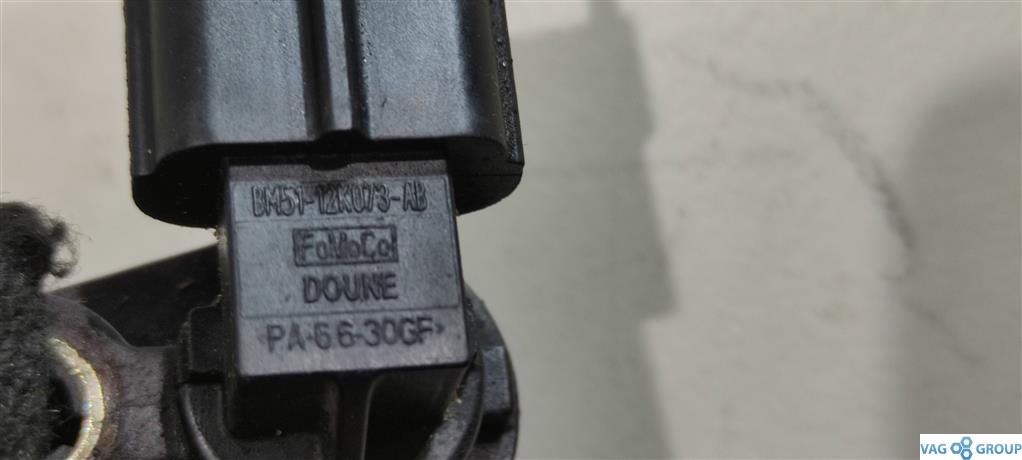 BM51-12K073-AB
FoMoCo
DOUNE
PA-66-30GF
VAG GROUP